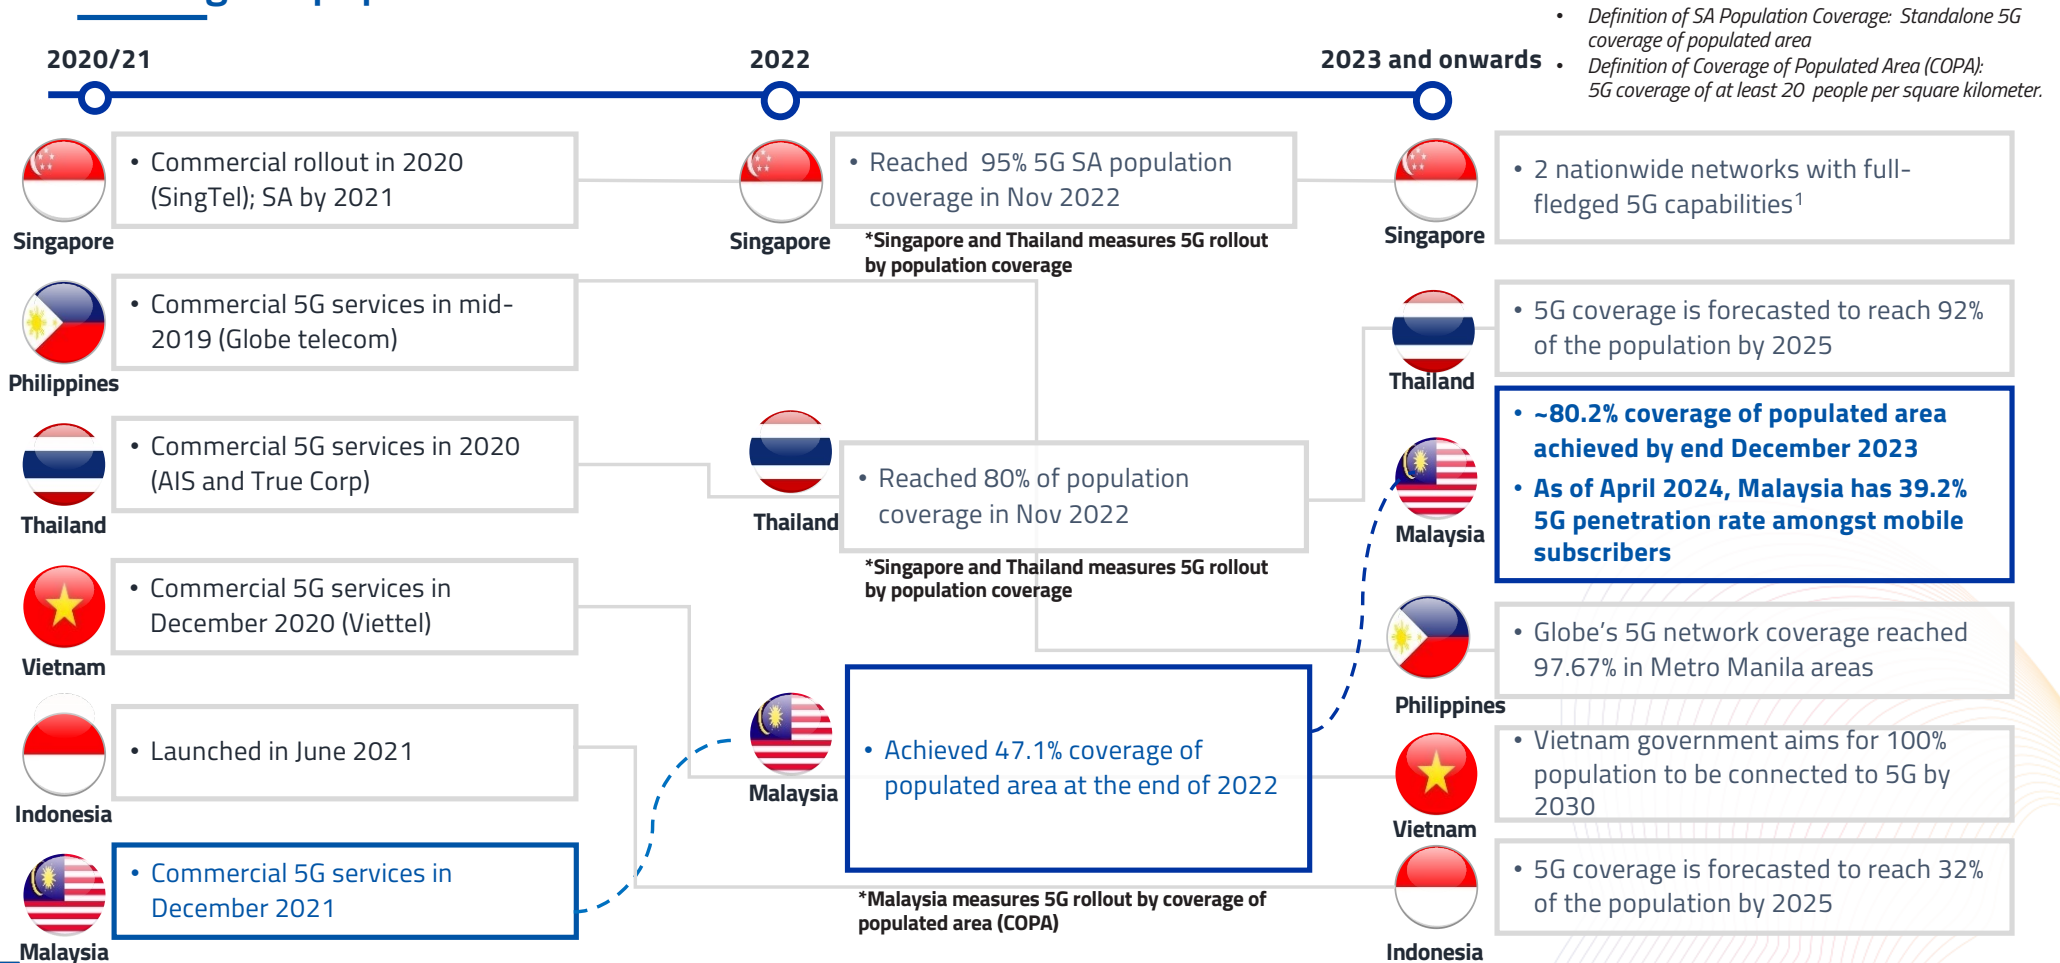 • Definition of SA Population Coverage: Standalone 5G
coverage of populated area
• Definition of Coverage of Populated Area (COPA):
5G coverage of at least 20 people per square kilometer.
2020/21
2022
2023 and onwards
Singapore
• Commercial rollout in 2020
(SingTel); SA by 2021
Singapore
• Reached 95% 5G SA population
coverage in Nov 2022
*Singapore and Thailand measures 5G rollout
by population coverage
Singapore
• 2 nationwide networks with full-
fledged 5G capabilities¹
Philippines
• Commercial 5G services in mid-
2019 (Globe telecom)
Thailand
• 5G coverage is forecasted to reach 92%
of the population by 2025
Thailand
• Commercial 5G services in 2020
(AIS and True Corp)
Thailand
• Reached 80% of population
coverage in Nov 2022
*Singapore and Thailand measures 5G rollout
by population coverage
Malaysia
• ~80.2% coverage of populated area
achieved by end December 2023
• As of April 2024, Malaysia has 39.2%
5G penetration rate amongst mobile
subscribers
Vietnam
• Commercial 5G services in
December 2020 (Viettel)
Philippines
• Globe's 5G network coverage reached
97.67% in Metro Manila areas
Indonesia
• Launched in June 2021
Malaysia
• Achieved 47.1% coverage of
populated area at the end of 2022
*Malaysia measures 5G rollout by coverage of
populated area (COPA)
Vietnam
• Vietnam government aims for 100%
population to be connected to 5G by
2030
Malaysia
• Commercial 5G services in
December 2021
Indonesia
• 5G coverage is forecasted to reach 32%
of the population by 2025